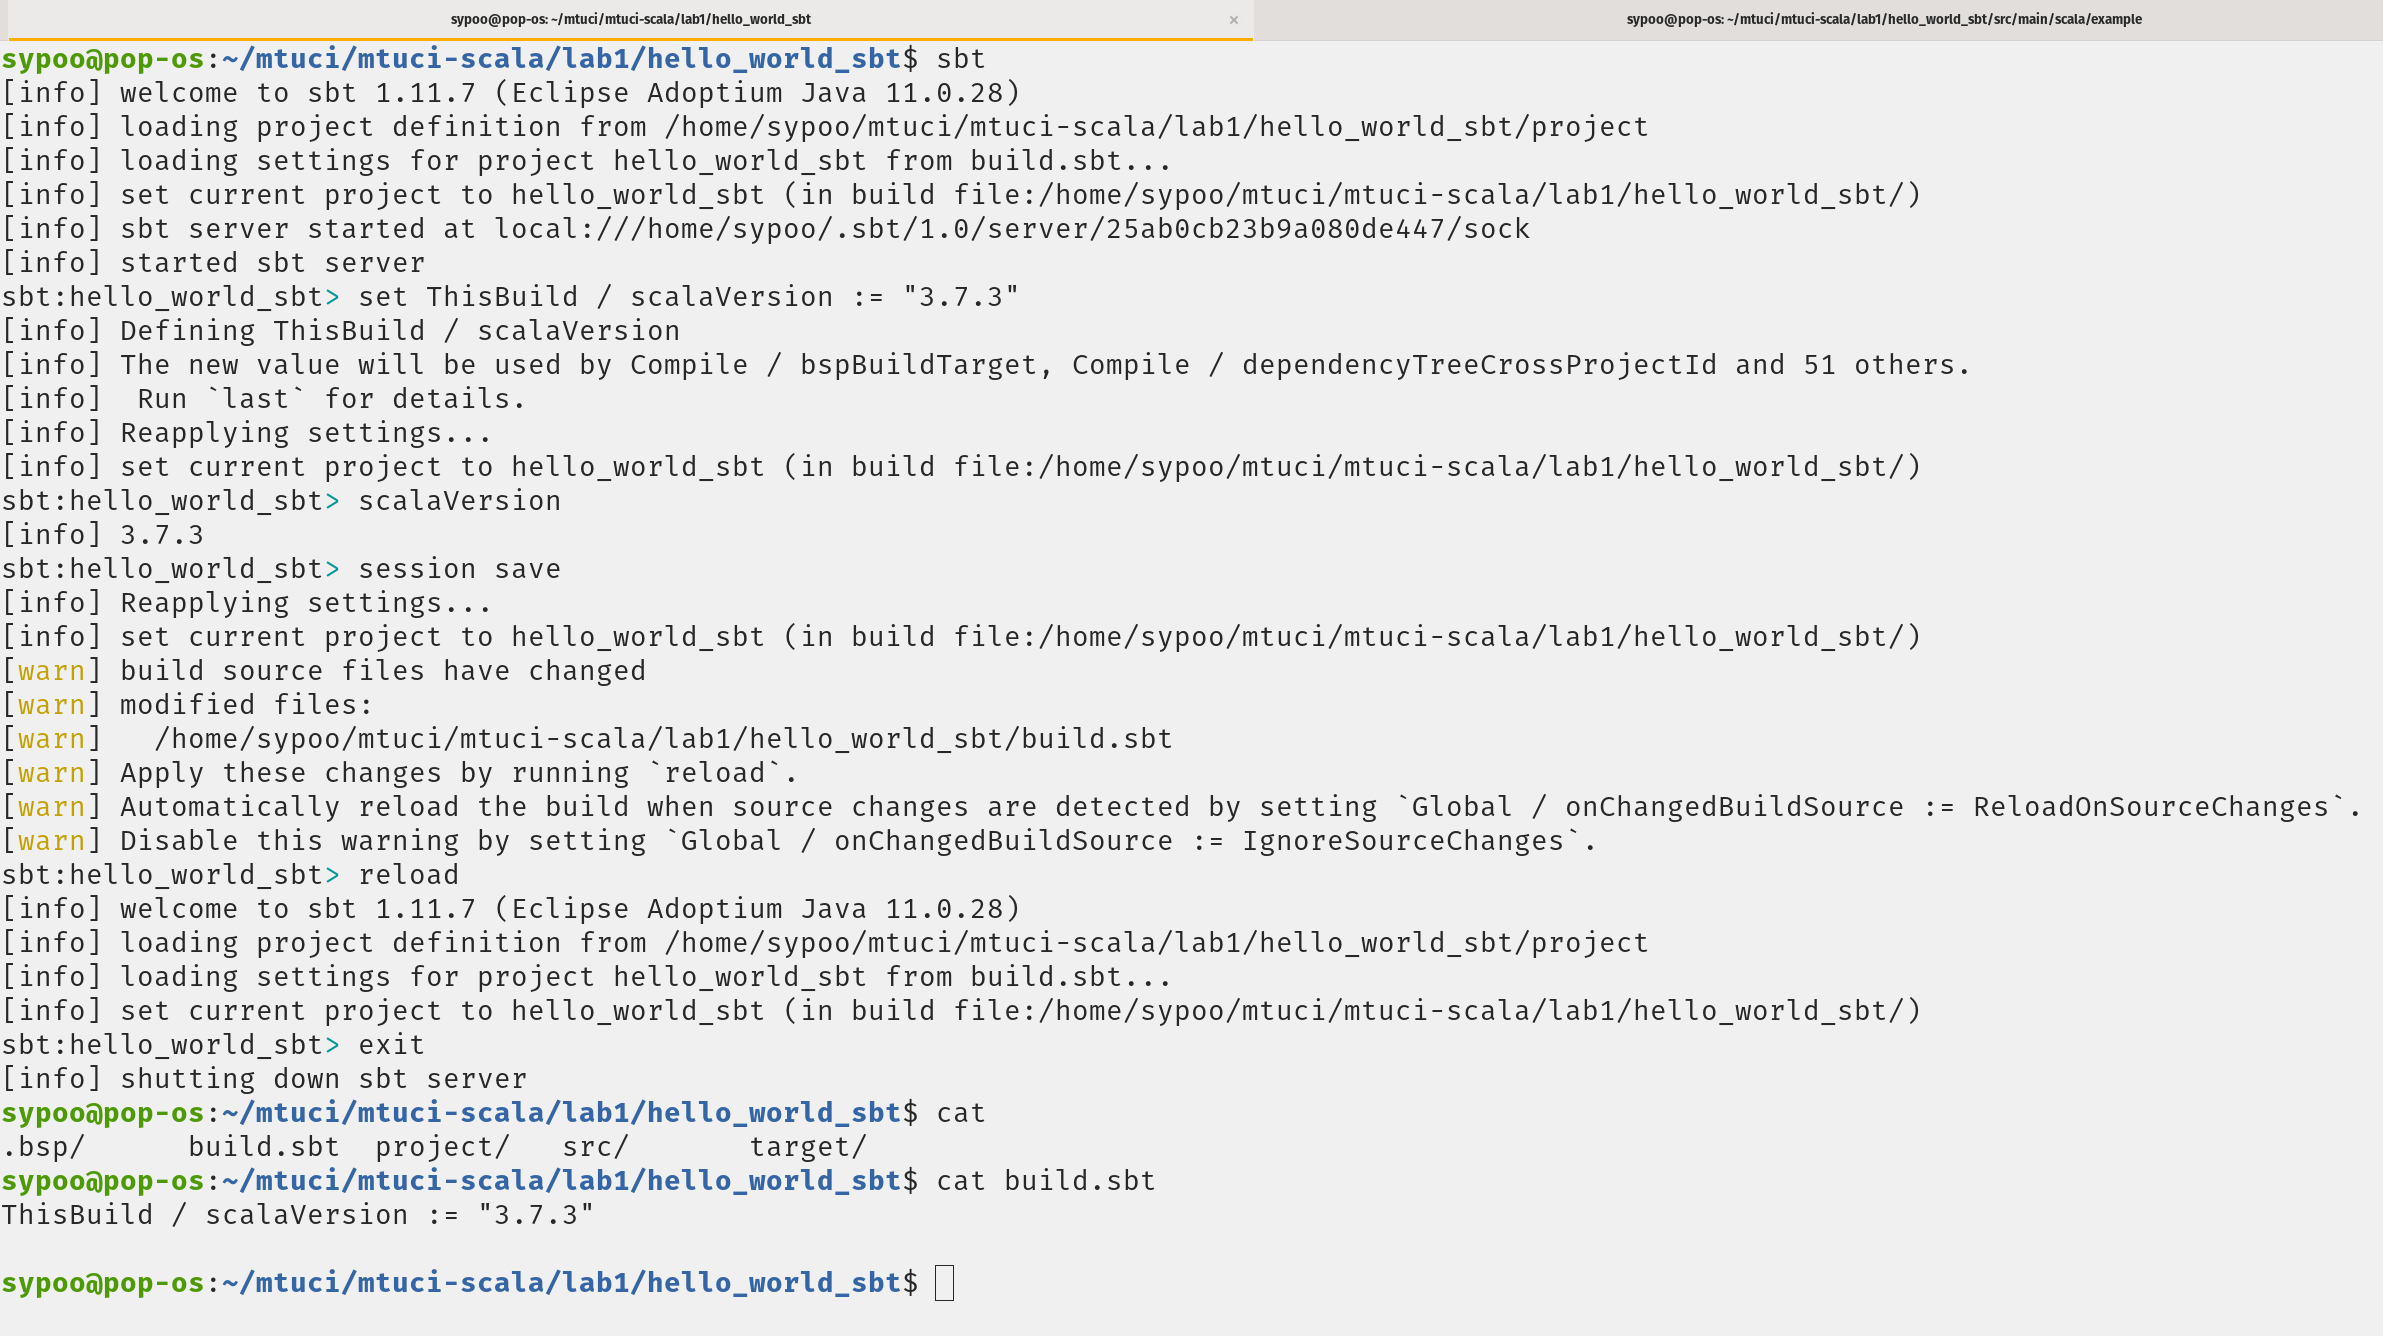 sypoo@pop-os: ~/mtuci/mtuci-scala/lab1/hello_world_sbt × sypoo@pop-os: ~/mtuci/mtuci-scala/lab1/hello_world_sbt/src/main/scala/example
sypoo@pop-os:~/mtuci/mtuci-scala/lab1/hello_world_sbt$ sbt
[info] welcome to sbt 1.11.7 (Eclipse Adoptium Java 11.0.28)
[info] loading project definition from /home/sypoo/mtuci/mtuci-scala/lab1/hello_world_sbt/project
[info] loading settings for project hello_world_sbt from build.sbt...
[info] set current project to hello_world_sbt (in build file:/home/sypoo/mtuci/mtuci-scala/lab1/hello_world_sbt/)
[info] sbt server started at local:///home/sypoo/.sbt/1.0/server/25ab0cb23b9a080de447/sock
[info] started sbt server
sbt:hello_world_sbt> set ThisBuild / scalaVersion := "3.7.3"
[info] Defining ThisBuild / scalaVersion
[info] The new value will be used by Compile / bspBuildTarget, Compile / dependencyTreeCrossProjectId and 51 others.
[info]  Run `last` for details.
[info] Reapplying settings...
[info] set current project to hello_world_sbt (in build file:/home/sypoo/mtuci/mtuci-scala/lab1/hello_world_sbt/)
sbt:hello_world_sbt> scalaVersion
[info] 3.7.3
sbt:hello_world_sbt> session save
[info] Reapplying settings...
[info] set current project to hello_world_sbt (in build file:/home/sypoo/mtuci/mtuci-scala/lab1/hello_world_sbt/)
[warn] build source files have changed
[warn] modified files:
[warn]   /home/sypoo/mtuci/mtuci-scala/lab1/hello_world_sbt/build.sbt
[warn] Apply these changes by running `reload`.
[warn] Automatically reload the build when source changes are detected by setting `Global / onChangedBuildSource := ReloadOnSourceChanges`.
[warn] Disable this warning by setting `Global / onChangedBuildSource := IgnoreSourceChanges`.
sbt:hello_world_sbt> reload
[info] welcome to sbt 1.11.7 (Eclipse Adoptium Java 11.0.28)
[info] loading project definition from /home/sypoo/mtuci/mtuci-scala/lab1/hello_world_sbt/project
[info] loading settings for project hello_world_sbt from build.sbt...
[info] set current project to hello_world_sbt (in build file:/home/sypoo/mtuci/mtuci-scala/lab1/hello_world_sbt/)
sbt:hello_world_sbt> exit
[info] shutting down sbt server
sypoo@pop-os:~/mtuci/mtuci-scala/lab1/hello_world_sbt$ cat
.bsp/      build.sbt  project/   src/       target/
sypoo@pop-os:~/mtuci/mtuci-scala/lab1/hello_world_sbt$ cat build.sbt
ThisBuild / scalaVersion := "3.7.3"
sypoo@pop-os:~/mtuci/mtuci-scala/lab1/hello_world_sbt$